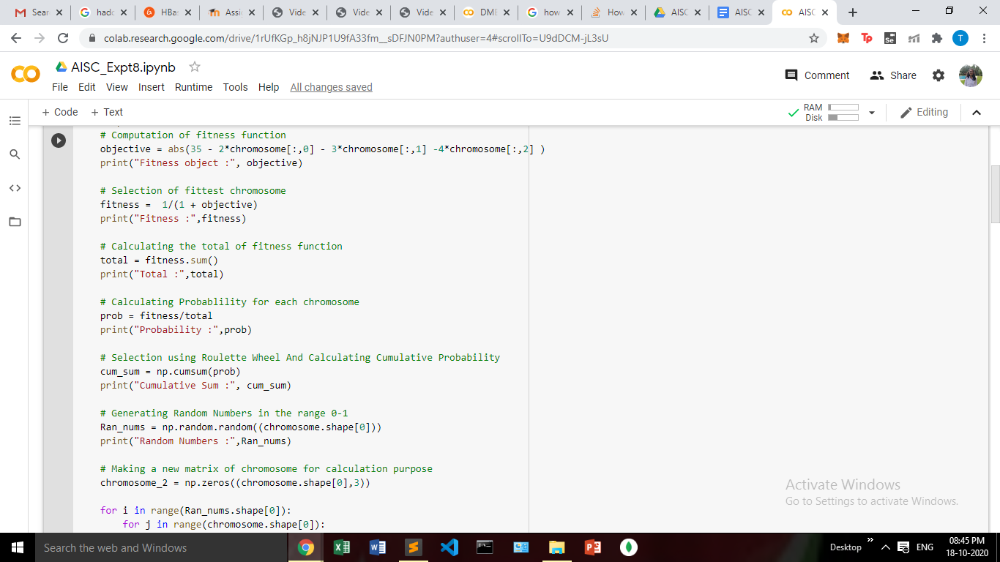 Sear
hadc
HBas
Assi
Vide
Vide
Vide
DME
how
How
AISC
AISC
AISC
colab.research.google.com/drive/1rUfKGp_h8jNJP1U9fA33fm__sDFJN0PM?authuser=4#scrollTo=U9dDCM-jL3sU
Tp
Se
T
CO
AISC_Expt8.ipynb
Comment
Share
File Edit View Insert Runtime Tools Help All changes saved
+ Code + Text
RAM
Disk
Editing
# Computation of fitness function
objective = abs(35 - 2*chromosome[:,0] - 3*chromosome[:,1] -4*chromosome[:,2] )
print("Fitness object :", objective)
# Selection of fittest chromosome
fitness =  1/(1 + objective)
print("Fitness :",fitness)
# Calculating the total of fitness function
total = fitness.sum()
print("Total :",total)
# Calculating Probablility for each chromosome
prob = fitness/total
print("Probability :",prob)
# Selection using Roulette Wheel And Calculating Cumulative Probability
cum_sum = np.cumsum(prob)
print("Cumulative Sum :", cum_sum)
# Generating Random Numbers in the range 0-1
Ran_nums = np.random.random((chromosome.shape[0]))
print("Random Numbers :",Ran_nums)
# Making a new matrix of chromosome for calculation purpose
chromosome_2 = np.zeros((chromosome.shape[0],3))
for i in range(Ran_nums.shape[0]):
    for j in range(chromosome.shape[0]):
Activate Windows
Go to Settings to activate Windows.
Search the web and Windows
Desktop
ENG
08:45 PM
18-10-2020